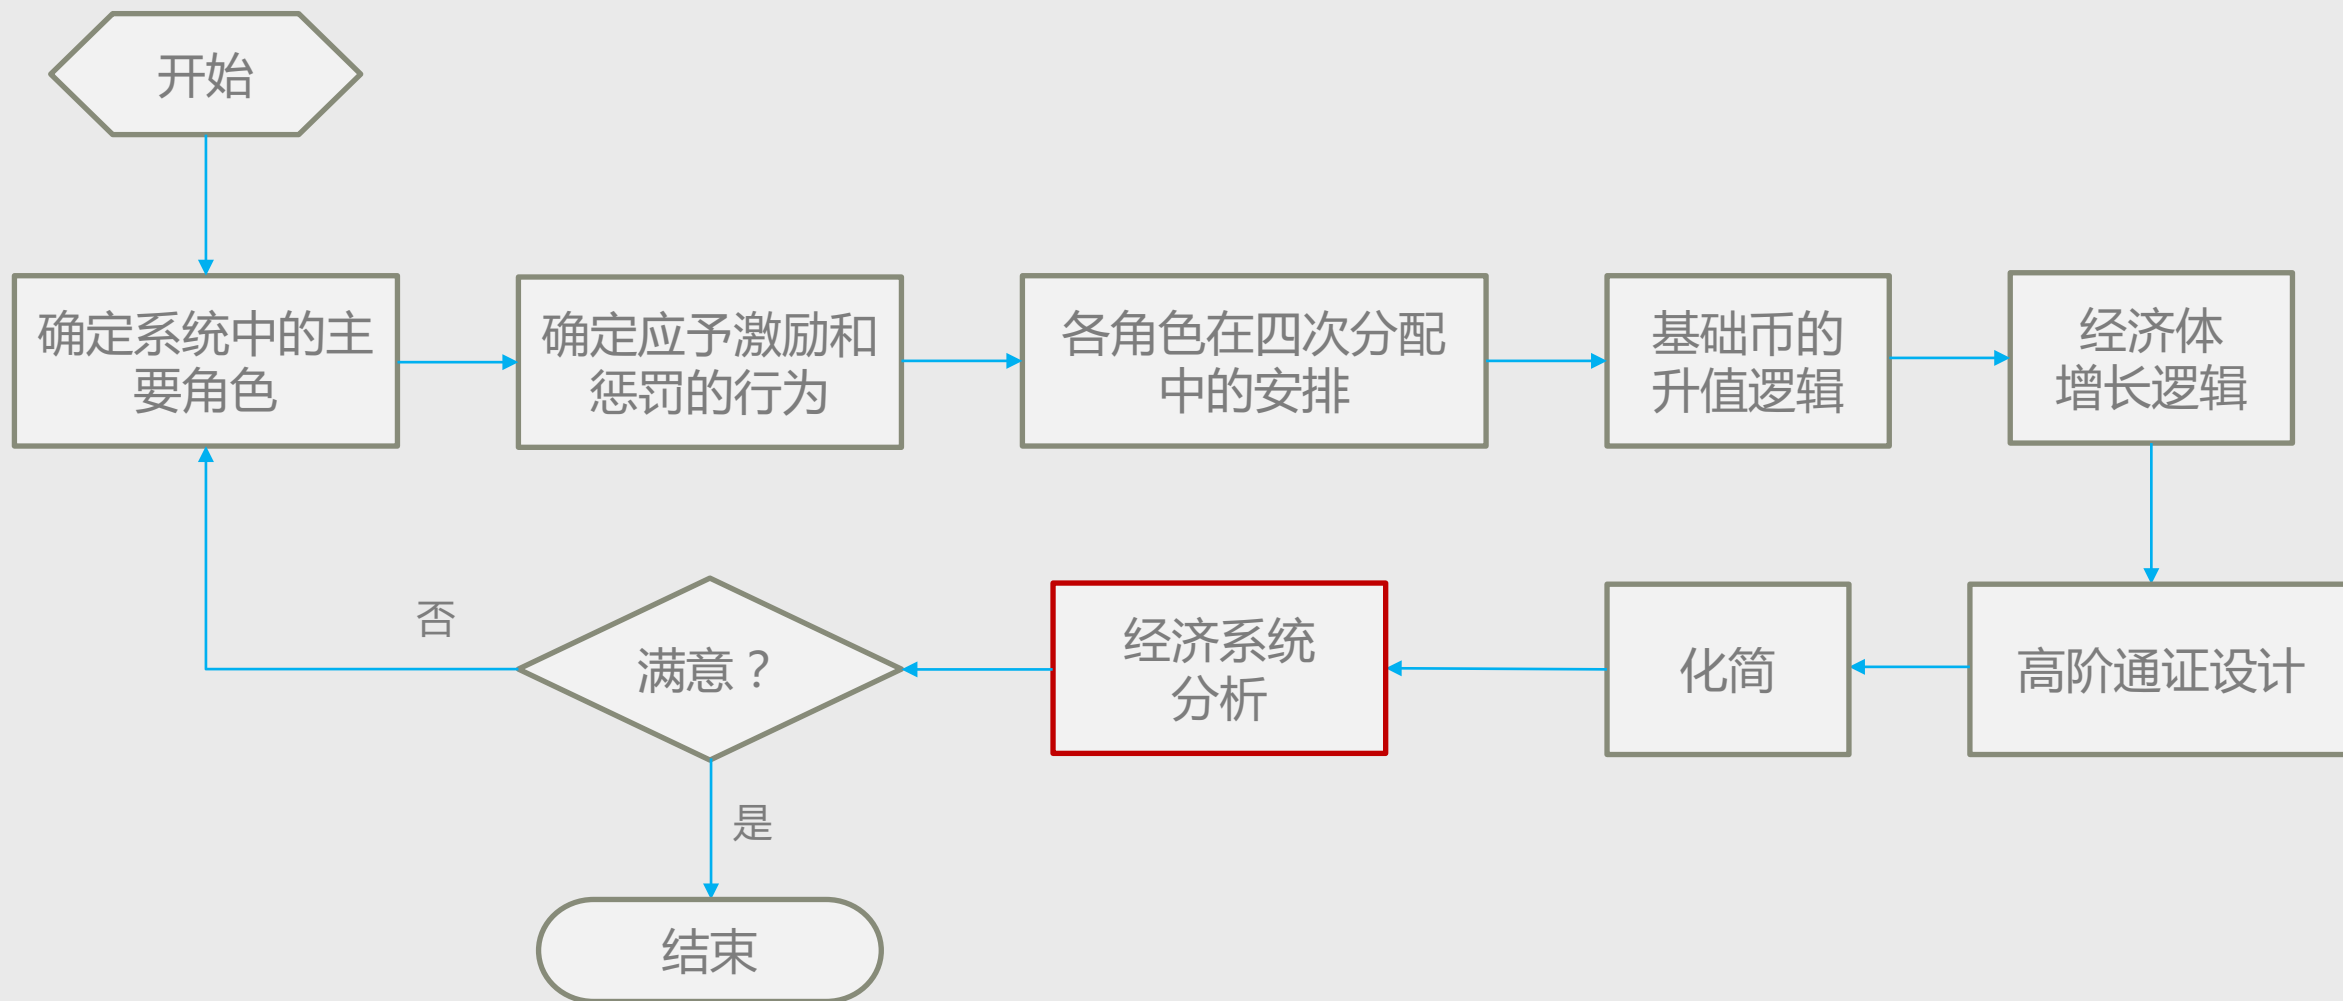 开始
确定系统中的主
要角色
确定应予激励和
惩罚的行为
各角色在四次分配
中的安排
基础币的
升值逻辑
经济体
增长逻辑
高阶通证设计
化简
经济系统
分析
满意？
否
是
结束